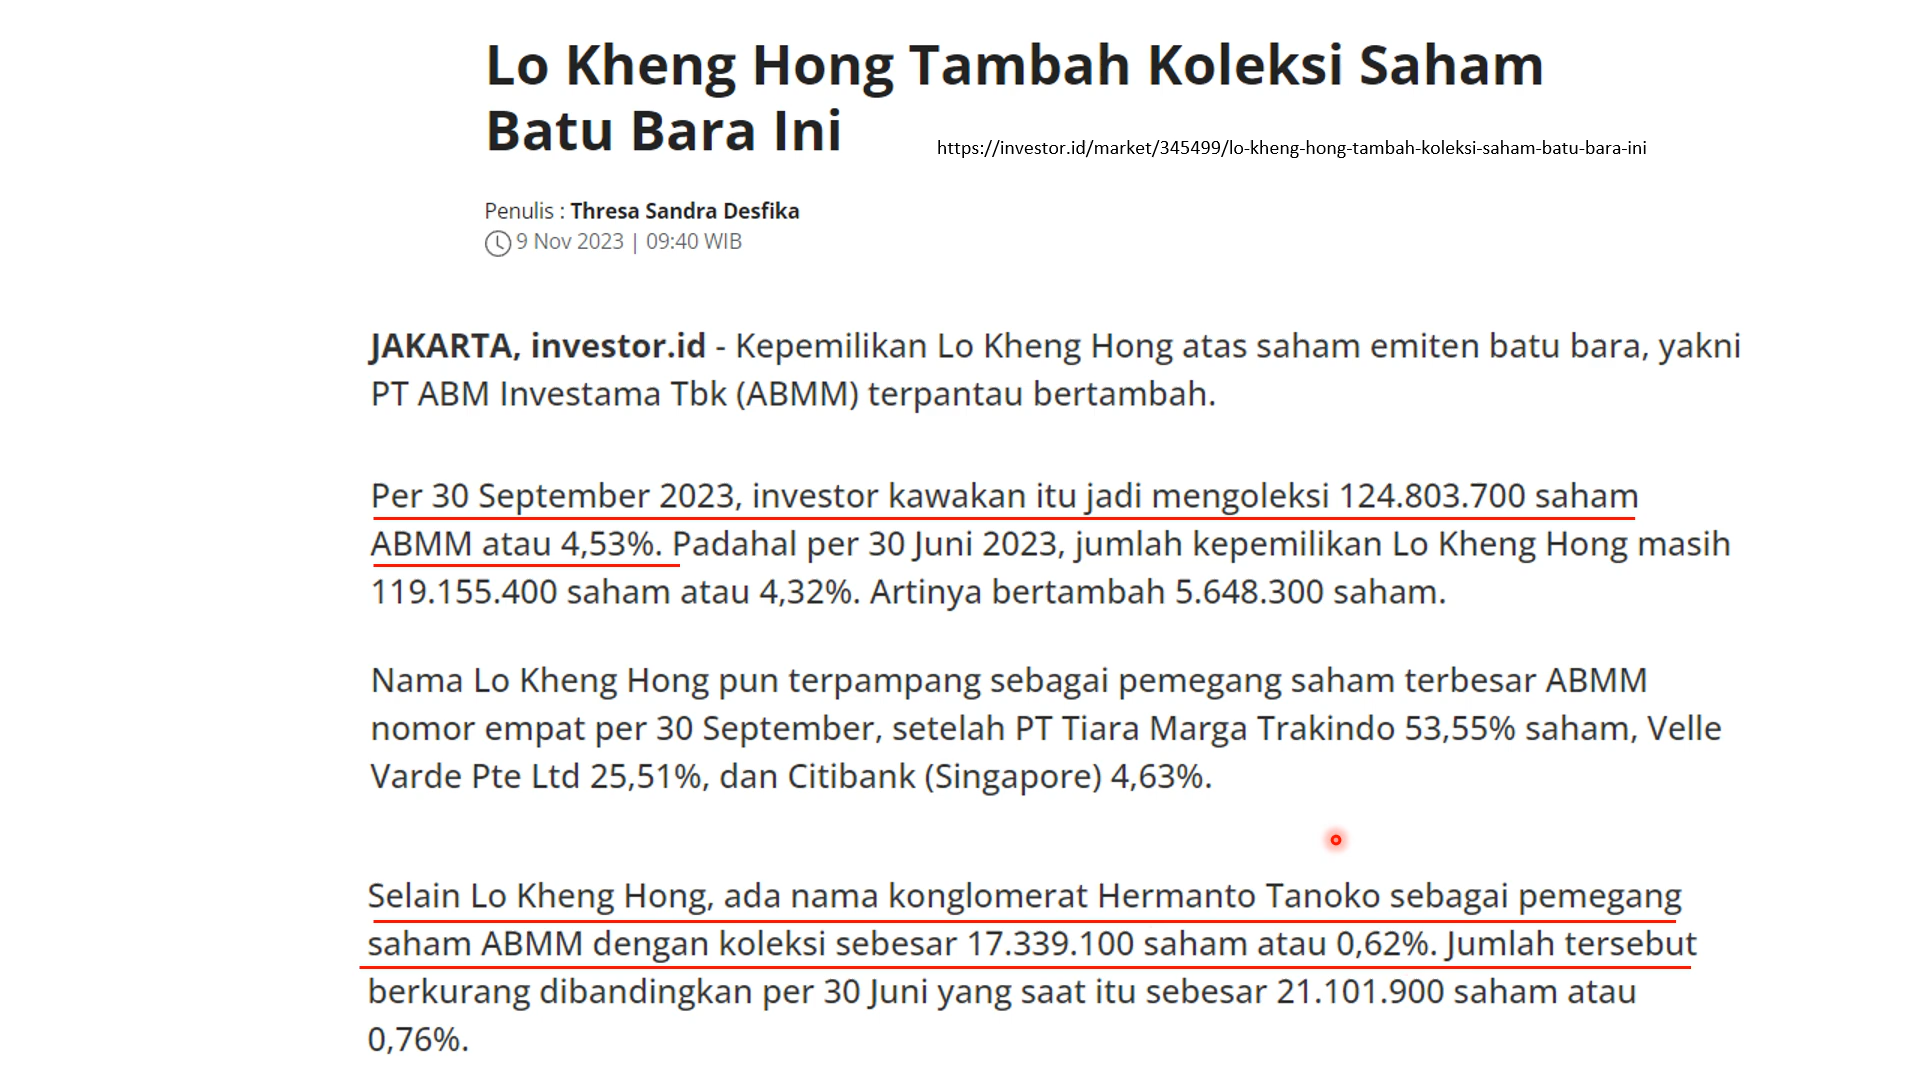 Lo Kheng Hong Tambah Koleksi Saham
Batu Bara Ini
https://investor.id/market/345499/lo-kheng-hong-tambah-koleksi-saham-batu-bara-ini
Penulis : Thresa Sandra Desfika
9 Nov 2023 | 09:40 WIB
JAKARTA, investor.id - Kepemilikan Lo Kheng Hong atas saham emiten batu bara, yakni
PT ABM Investama Tbk (ABMM) terpantau bertambah.
Per 30 September 2023, investor kawakan itu jadi mengoleksi 124.803.700 saham
ABMM atau 4,53%. Padahal per 30 Juni 2023, jumlah kepemilikan Lo Kheng Hong masih
119.155.400 saham atau 4,32%. Artinya bertambah 5.648.300 saham.
Nama Lo Kheng Hong pun terpampang sebagai pemegang saham terbesar ABMM
nomor empat per 30 September, setelah PT Tiara Marga Trakindo 53,55% saham, Velle
Varde Pte Ltd 25,51%, dan Citibank (Singapore) 4,63%.
Selain Lo Kheng Hong, ada nama konglomerat Hermanto Tanoko sebagai pemegang
saham ABMM dengan koleksi sebesar 17.339.100 saham atau 0,62%. Jumlah tersebut
berkurang dibandingkan per 30 Juni yang saat itu sebesar 21.101.900 saham atau
0,76%.